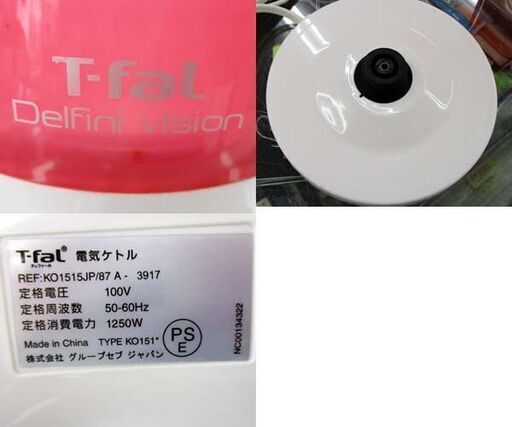 T-faL
Delfini vision
T-faL® 電気ケトル
ティファール
REF:KO1515JP/87 A - 3917
定格電圧 100V
定格周波数 50-60Hz
定格消費電力 1250W
Made in China TYPE KO151*
株式会社 グループセブ ジャパン
PS
E
NC00134322